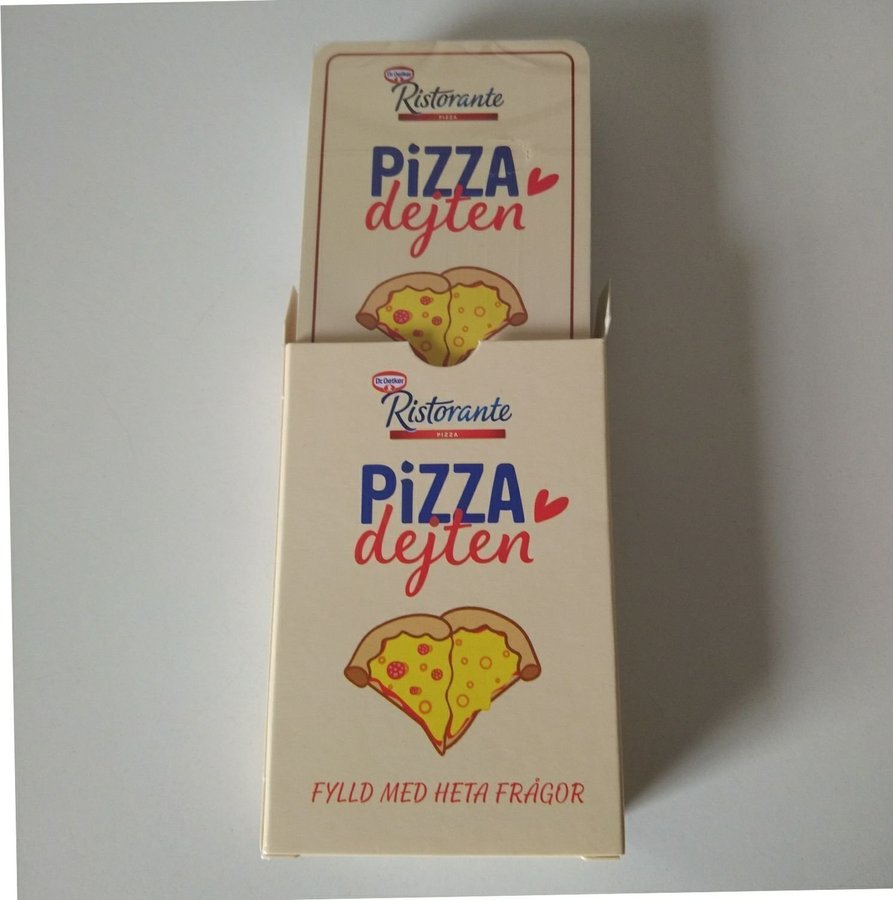 Dr. Oetker
Ristorante
PIZZA
PiZZA
dejten
Dr. Oetker
Ristorante
PIZZA
PiZZA
dejten
FYLLD MED HETA FRÅGOR